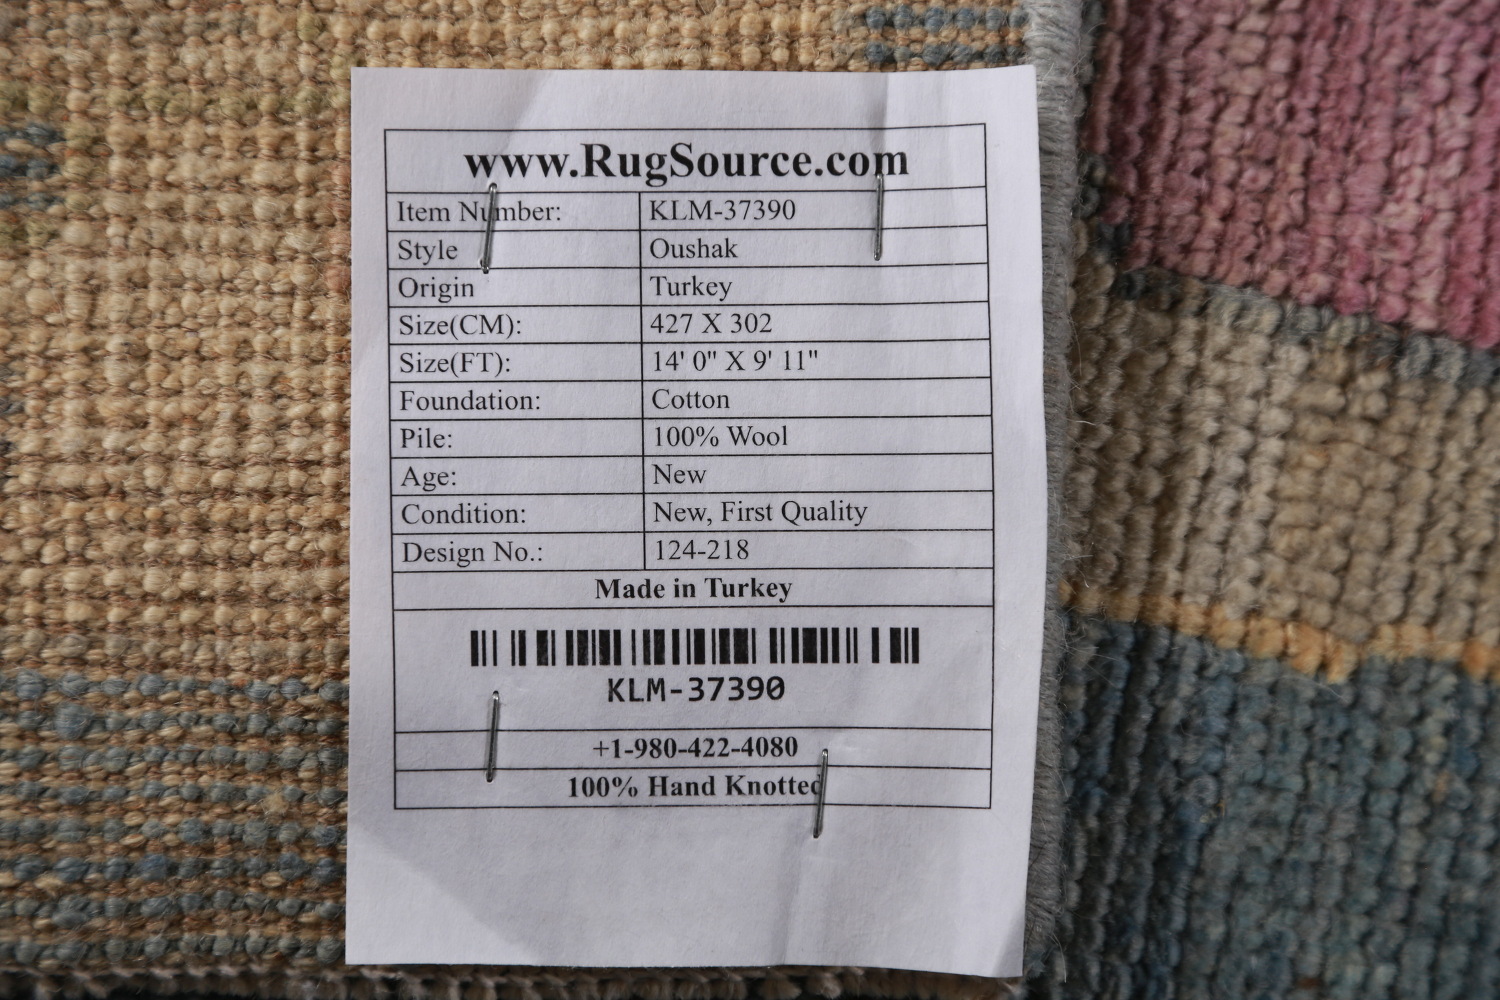 www.RugSource.com
Item Number: KLM-37390
Style Oushak
Origin Turkey
Size(CM): 427 X 302
Size(FT): 14' 0" X 9' 11"
Foundation: Cotton
Pile: 100% Wool
Age: New
Condition: New, First Quality
Design No.: 124-218
Made in Turkey
KLM-37390
+1-980-422-4080
100% Hand Knotted